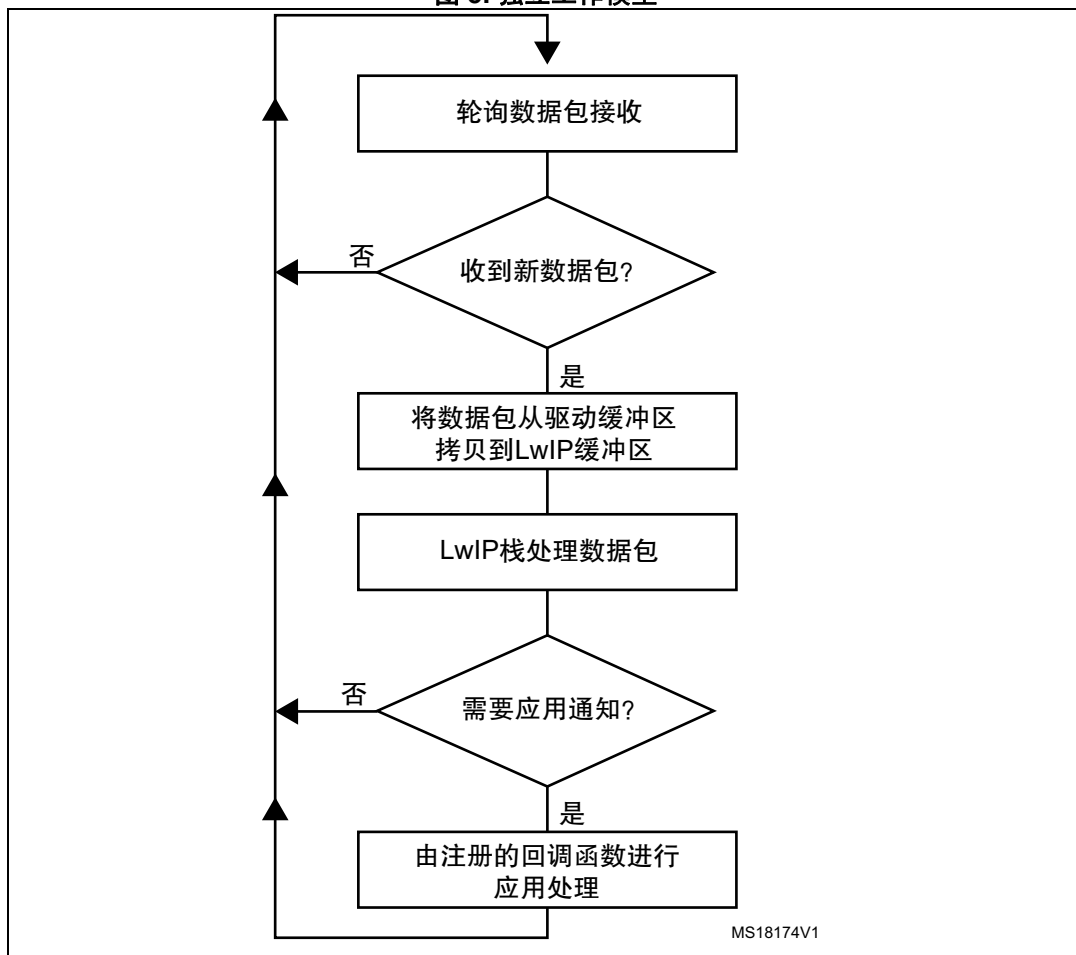 轮询数据包接收
否
收到新数据包?
是
将数据包从驱动缓冲区
拷贝到LwIP缓冲区
LwIP栈处理数据包
否
需要应用通知?
是
由注册的回调函数进行
应用处理
MS18174V1